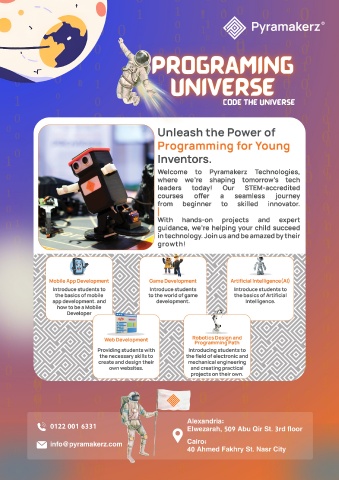 Pyramakerz®
PROGRAMING
UNIVERSE
CODE THE UNIVERSE
Unleash the Power of
Programming for Young
Inventors.
Welcome to Pyramakerz Technologies,
where we're shaping tomorrow's tech
leaders today! Our STEM-accredited
courses offer a seamless journey
from beginner to skilled innovator.
With hands-on projects and expert
guidance, we're helping your child succeed
in technology. Join us and be amazed by their
growth!
Mobile App Development
Introduce students to
the basics of mobile
app development. and
how to be a Mobile
Developer
Game Development
Introduce students
to the world of game
development.
Artificial Intelligence(AI)
Introduce students to
the basics of Artificial
Intelligence.
Web Development
Providing students with
the necessary skills to
create and design their
own websites.
Robotics Design and
Programming Path
Introducing students to
the field of electronic and
mechanical engineering
and creating practical
projects on their own.
0122 001 6331
info@pyramakerz.com
Alexandria:
Elwezarah, 509 Abu Qir St. 3rd floor
Cairo:
40 Ahmed Fakhry St. Nasr City